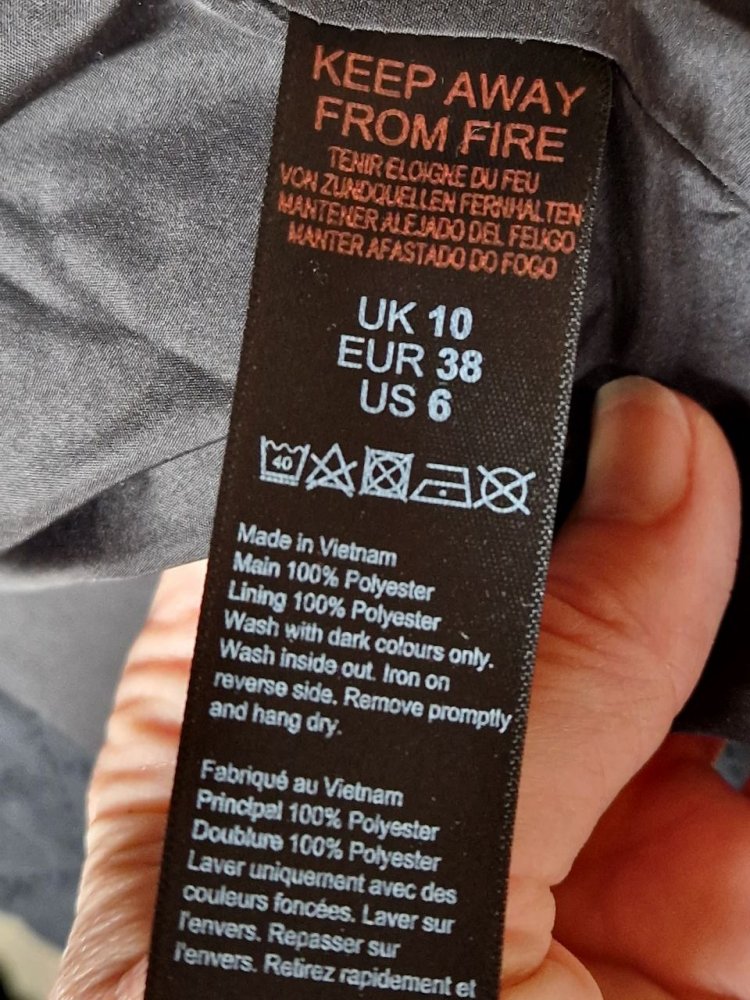 KEEP AWAY
FROM FIRE
TENIR ELOIGNE DU FEU
VON ZUNDQUELLEN FERNHALTEN
MANTENER ALEJADO DEL FEUGO
MANTER AFASTADO DO FOGO
UK 10
EUR 38
US 6
40
Made in Vietnam
Main 100% Polyester
Lining 100% Polyester
Wash with dark colours only.
Wash inside out. Iron on
reverse side. Remove promptly
and hang dry.
Fabriqué au Vietnam
Principal 100% Polyester
Doublure 100% Polyester
Laver uniquement avec des
couleurs foncées. Laver sur
l'envers. Repasser sur
l'envers. Retirez rapidement et